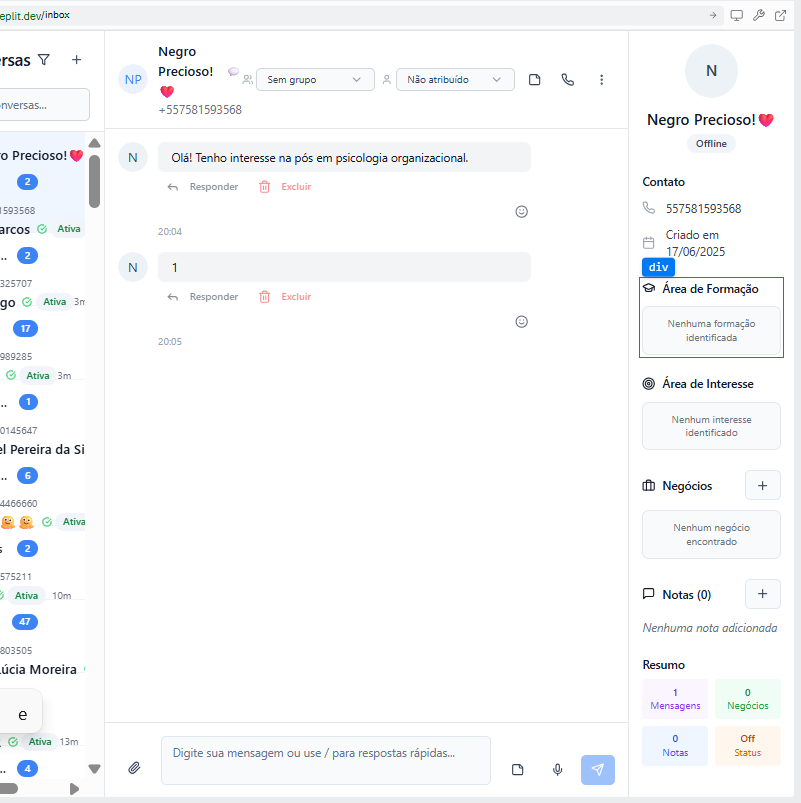 eplit.dev/inbox
ersas
nversas...
o Precioso!❤️
2
1593568
arcos Ativa
.. 2
325707
go Ativa 3m
17
989285
Ativa 3m
.. 1
0145647
el Pereira da Si
.. 6
4466660
🫠🫠 Ativa
s 2
575211
Ativa 10m
47
803505
úcia Moreira
e
Ativa 13m
.. 4
NP
Negro
Precioso!
❤️
+557581593568
Sem grupo
Não atribuído
N
Olá! Tenho interesse na pós em psicologia organizacional.
Responder Excluir
20:04
N
1
Responder Excluir
20:05
Digite sua mensagem ou use / para respostas rápidas...
N
Negro Precioso!❤️
Offline
Contato
557581593568
Criado em
17/06/2025
div
Área de Formação
Nenhuma formação
identificada
Área de Interesse
Nenhum interesse
identificado
Negócios
Nenhum negócio
encontrado
Notas (0)
Nenhuma nota adicionada
Resumo
1
Mensagens
0
Negócios
0
Notas
Off
Status